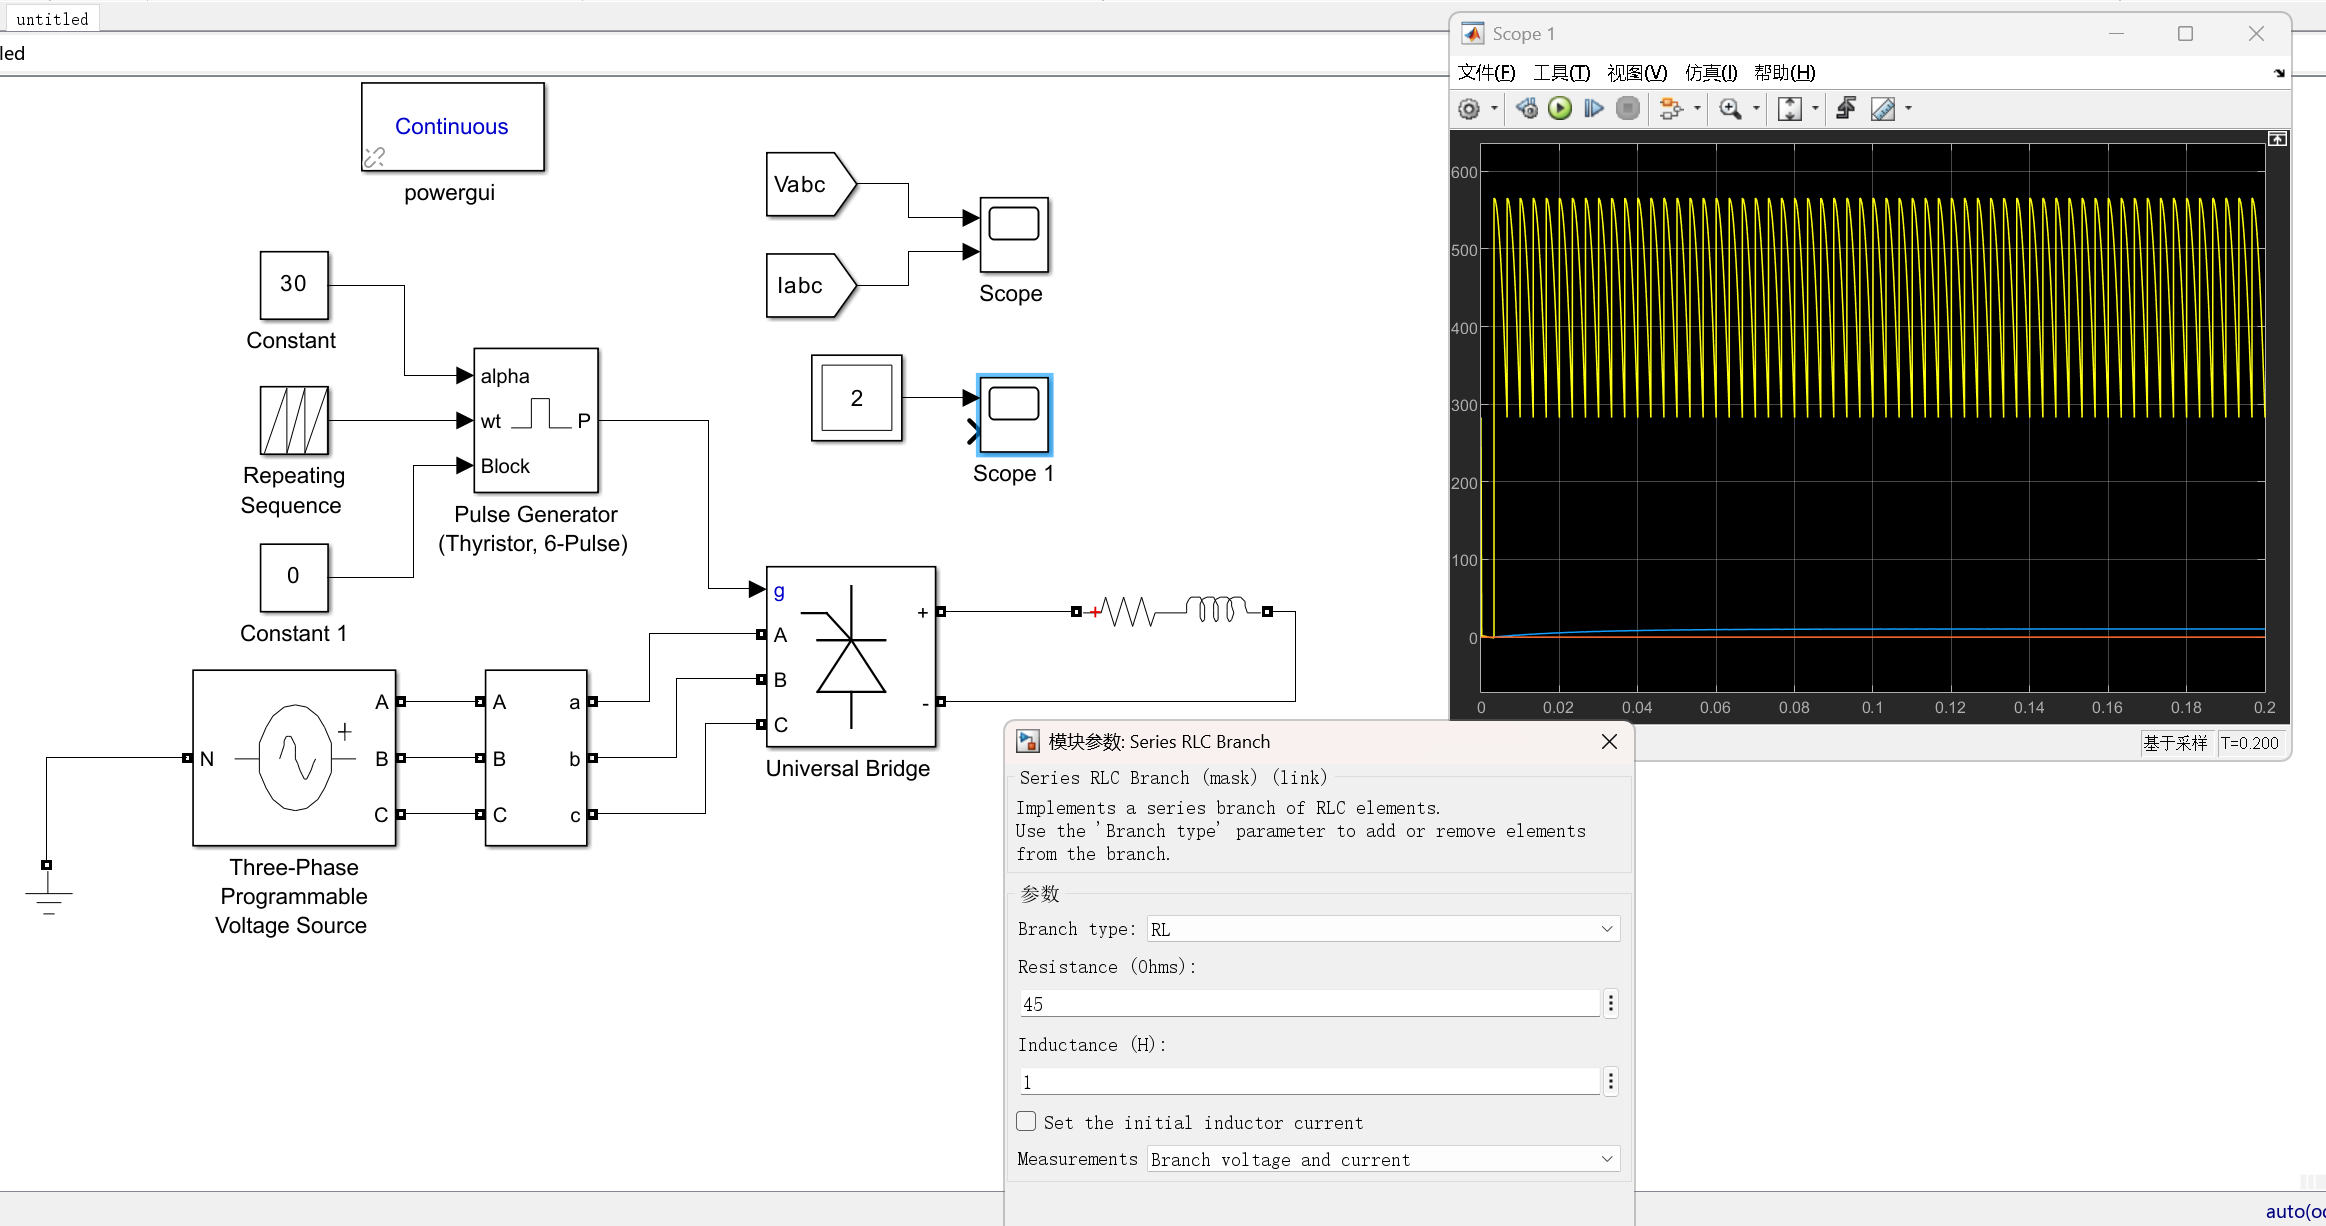 untitled
led
Continuous
powergui
30
Constant
Repeating
Sequence
0
Constant 1
alpha
wt
P
Block
Pulse Generator
(Thyristor, 6-Pulse)
Vabc
Iabc
Scope
2
Scope 1
g
A
B
C
+
-
Universal Bridge
+
N
A
B
C
+
Three-Phase
Programmable
Voltage Source
A
B
C
a
b
c
Scope 1
文件(F) 工具(T) 视图(V) 仿真(I) 帮助(H)
600
500
400
300
200
100
0
0 0.02 0.04 0.06 0.08 0.1 0.12 0.14 0.16 0.18 0.2
基于采样 T=0.200
模块参数: Series RLC Branch
Series RLC Branch (mask) (link)
Implements a series branch of RLC elements.
Use the 'Branch type' parameter to add or remove elements
from the branch.
参数
Branch type: RL
Resistance (Ohms):
45
Inductance (H):
1
Set the initial inductor current
Measurements Branch voltage and current